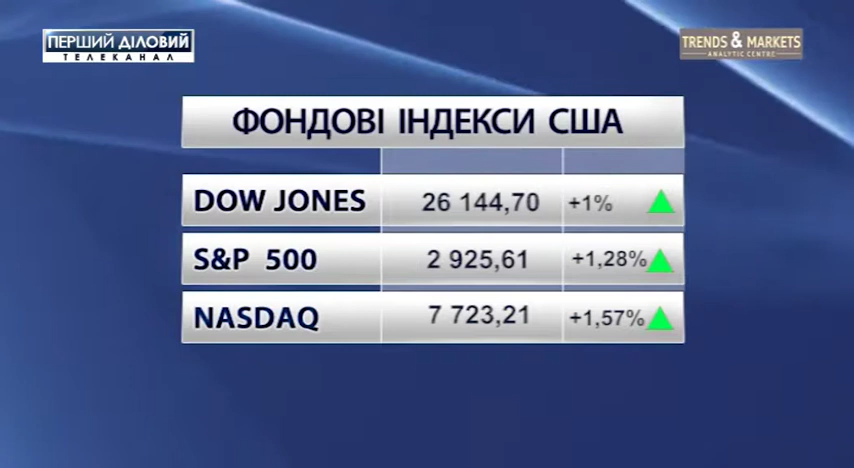 ПЕРШИЙ ДІЛОВИЙ
ТЕЛЕКАНАЛ
TRENDS & MARKETS
ANALYTIC CENTRE
ФОНДОВІ ІНДЕКСИ США
DOW JONES 26 144,70 +1%
S&P 500 2 925,61 +1,28%
NASDAQ 7 723,21 +1,57%